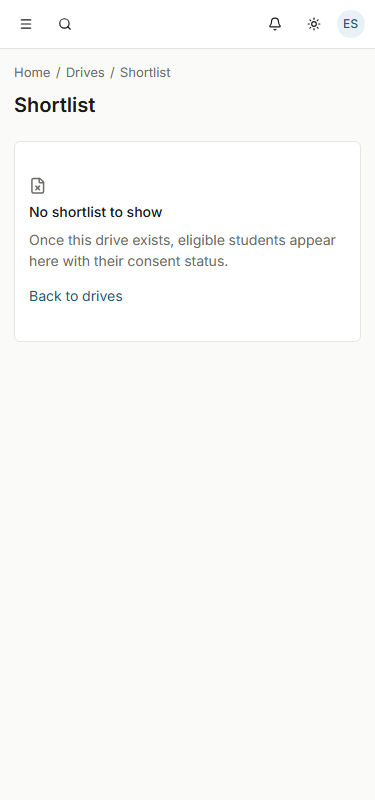 ES
Home / Drives / Shortlist
Shortlist
No shortlist to show
Once this drive exists, eligible students appear
here with their consent status.
Back to drives